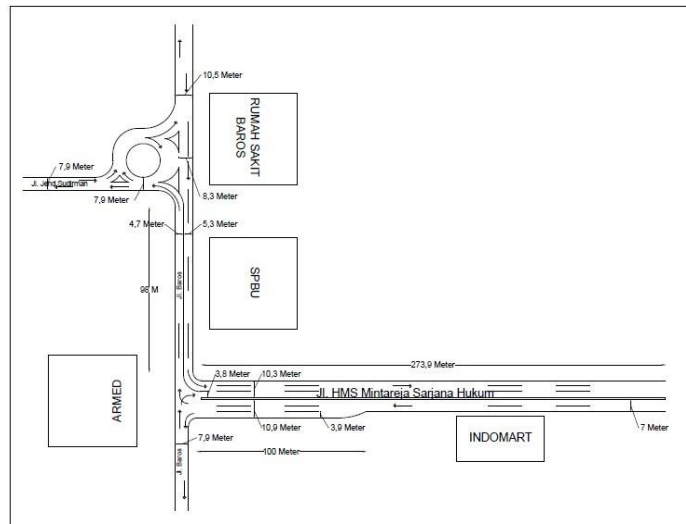 10,5 Meter
RUMAH SAKIT
BAROS
7,9 Meter
Jl. Jend Sudirman
7,9 Meter
8,3 Meter
4,7 Meter
5,3 Meter
98 M
Jl. Baros
SPBU
273,9 Meter
3,8 Meter
10,3 Meter
Jl. HMS Mintareja Sarjana Hukum
ARMED
10,9 Meter
3,9 Meter
7 Meter
7,9 Meter
INDOMART
100 Meter
Jl. Baros